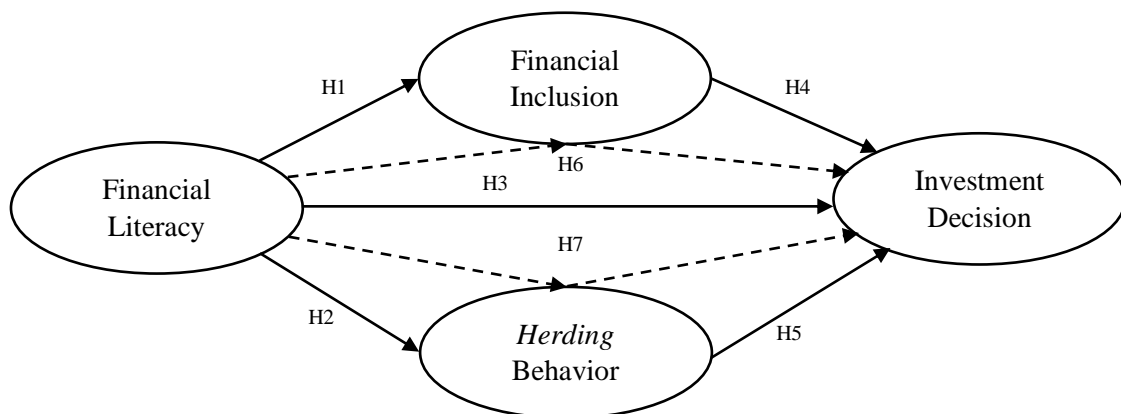 Financial
Inclusion
H1
H4
H6
H3
Financial
Literacy
Investment
Decision
H7
H2
H5
Herding
Behavior